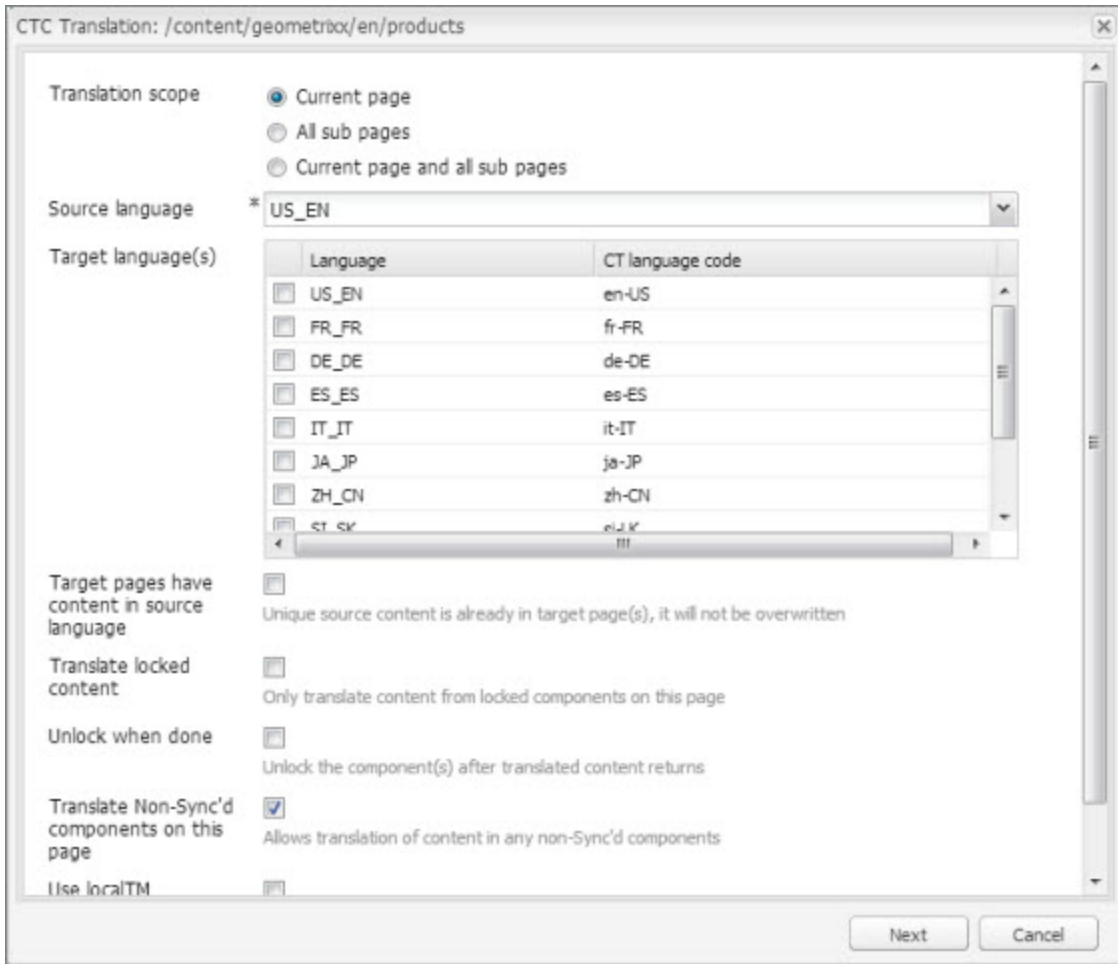 CTC Translation: /content/geometrixx/en/products
Translation scope
Current page
All sub pages
Current page and all sub pages
Source language * US_EN
Target language(s)
Language CT language code
US_EN en-US
FR_FR fr-FR
DE_DE de-DE
ES_ES es-ES
IT_IT it-IT
JA_JP ja-JP
ZH_CN zh-CN
SI_SK si-LK
Target pages have
content in source
language
Unique source content is already in target page(s), it will not be overwritten
Translate locked
content
Only translate content from locked components on this page
Unlock when done
Unlock the component(s) after translated content returns
Translate Non-Sync'd
components on this
page
Allows translation of content in any non-Sync'd components
Use localTM
Next Cancel